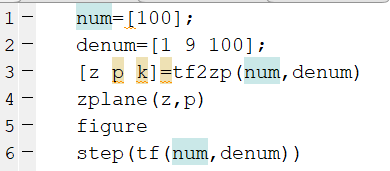 1 – num=[100];
2 – denum=[1 9 100];
3 – [z p k]=tf2zp(num,denum)
4 – zplane(z,p)
5 – figure
6 – step(tf(num,denum))